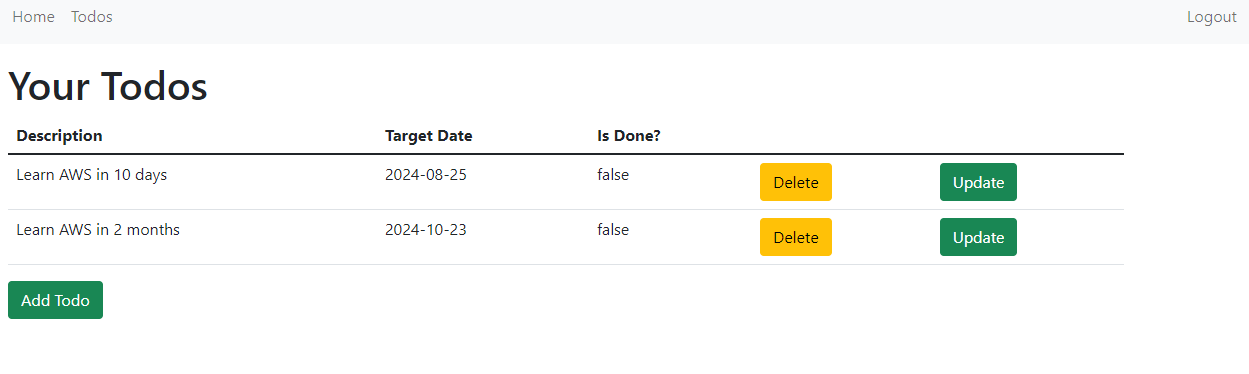 Home Todos Logout
Your Todos
Description Target Date Is Done?
Learn AWS in 10 days 2024-08-25 false Delete Update
Learn AWS in 2 months 2024-10-23 false Delete Update
Add Todo